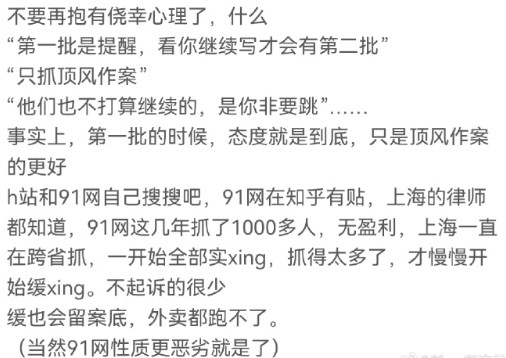 不要再抱有侥幸心理了，什么
“第一批是提醒，看你继续写才会有第二批”
“只抓顶风作案”
“他们也不打算继续的，是你非要跳”……
事实上，第一批的时候，态度就是到底，只是顶风作案
的更好
h站和91网自己搜搜吧，91网在知乎有贴，上海的律师
都知道，91网这几年抓了1000多人，无盈利，上海一直
在跨省抓，一开始全部实xing，抓得太多了，才慢慢开
始缓xing。不起诉的很少
缓也会留案底，外卖都跑不了。
（当然91网性质更恶劣就是了）